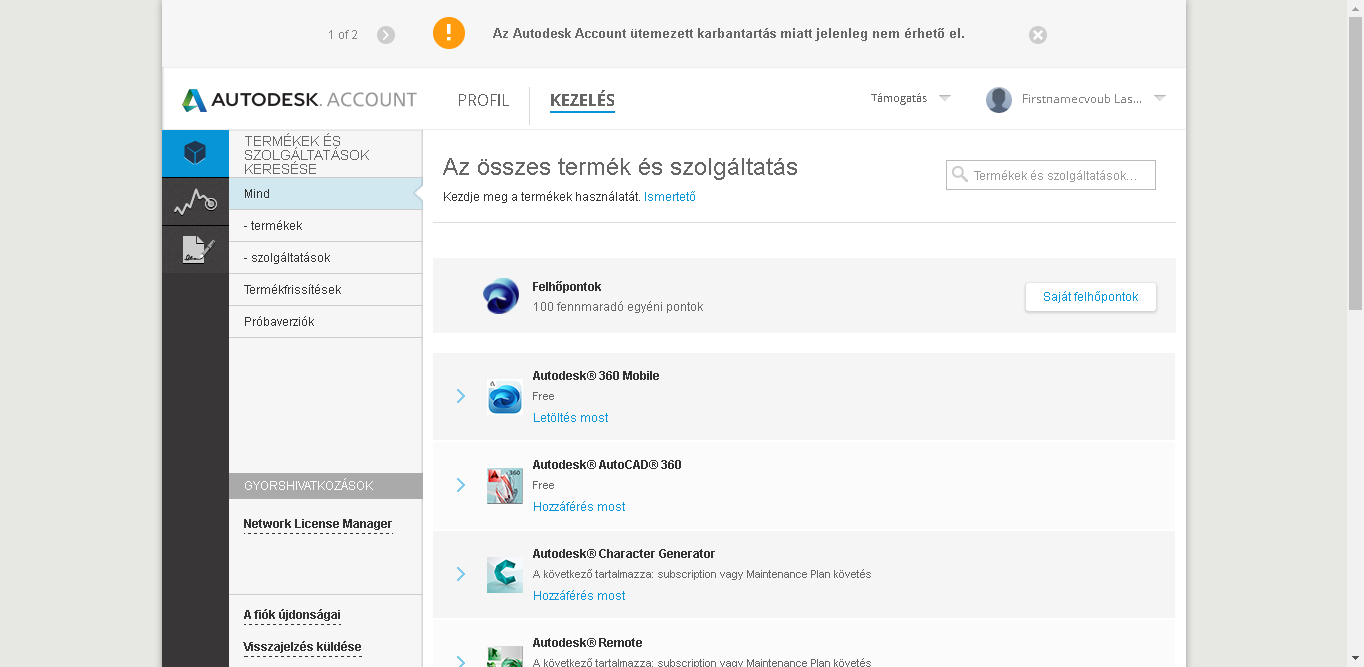 1 of 2
Az Autodesk Account ütemezett karbantartás miatt jelenleg nem érhető el.
AUTODESK. ACCOUNT
PROFIL
KEZELÉS
Támogatás
Firstnamecvoub Las...
TERMÉKEK ÉS
SZOLGÁLTATÁSOK
KERESÉSE
Mind
- termékek
- szolgáltatások
Termékfrissítések
Próbaverziók
GYORSHIVATKOZÁSOK
Network License Manager
A fiók újdonságai
Visszajelzés küldése
Az összes termék és szolgáltatás
Kezdje meg a termékek használatát. Ismertető
Termékek és szolgáltatások...
Felhőpontok
100 fennmaradó egyéni pontok
Saját felhőpontok
Autodesk® 360 Mobile
Free
Letöltés most
360
Autodesk® AutoCAD® 360
Free
Hozzáférés most
Autodesk® Character Generator
A következő tartalmazza: subscription vagy Maintenance Plan követés
Hozzáférés most
Autodesk® Remote
A következő tartalmazza: subscription vagy Maintenance Plan követés